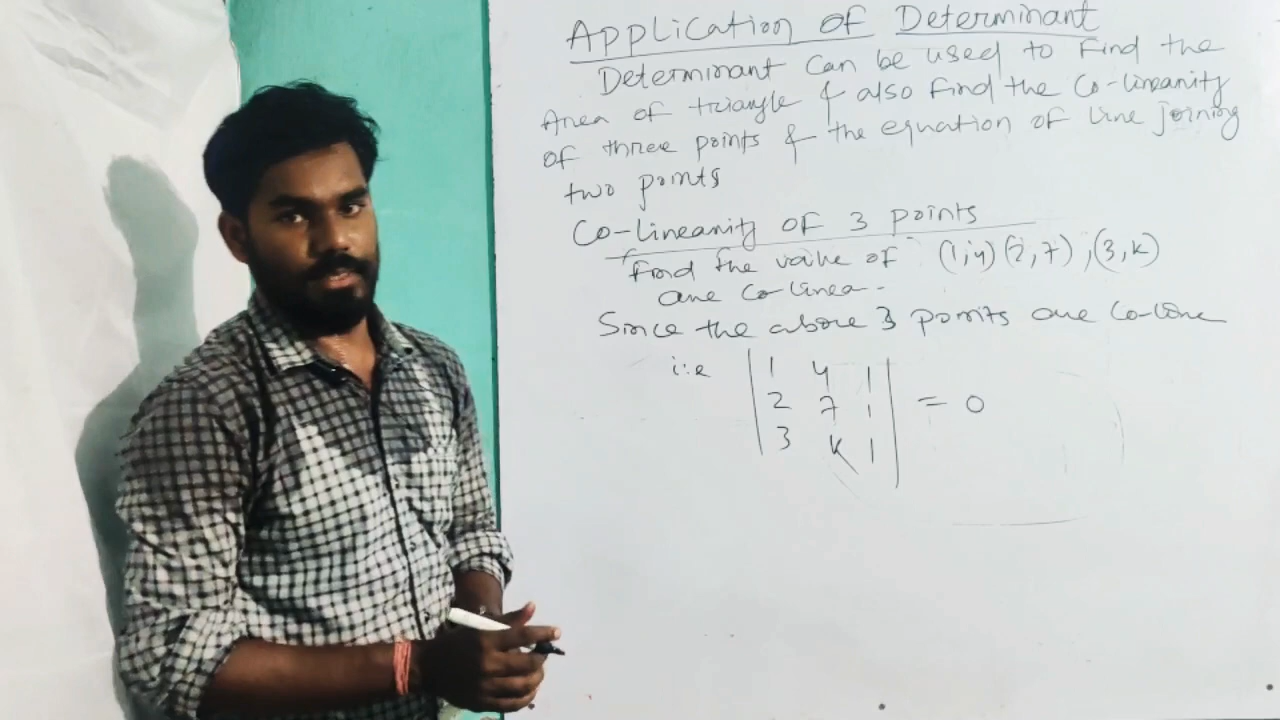 Application of Determinant
Determinant can be used to find the
Area of triangle & also find the Co-linearity
of three points & the equation of line joining
two points
Co-linearity of 3 points
Find the value of (1,4) (2,7), (3,k)
are co linear.
Since the above 3 points are Co-line
i.e | 1 4 1 |
| 2 7 1 | = 0
| 3 k 1 |